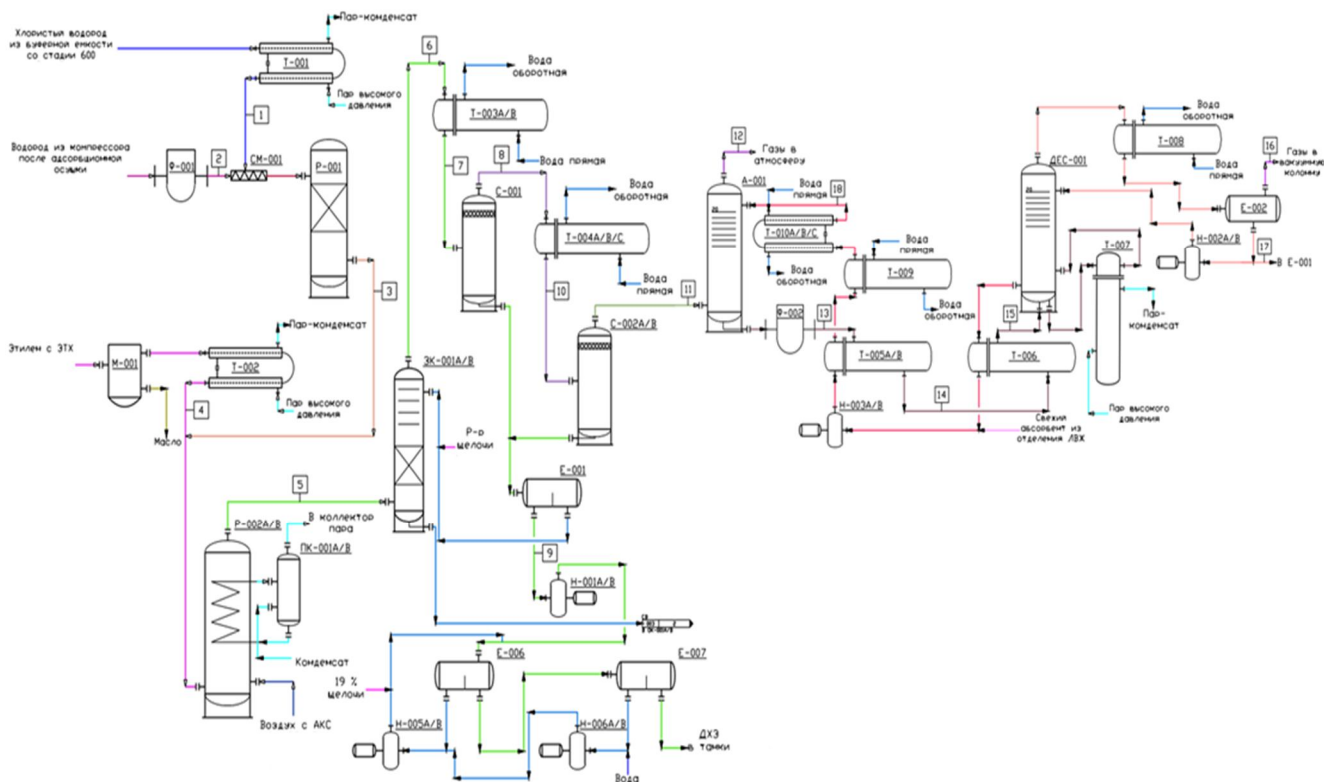 Пар-конденсат
Хлористый водород
из буферной емкости
со стадии 600
Т-001
Пар высокого
давления
1
Водород из компрессора
после адсорбционной
осушки
Ф-001
2
СМ-001
Р-001
3
Пар-конденсат
Этилен с ЭТХ
М-001
Т-002
Пар высокого
давления
4
Масло
5
В коллектор
пара
Р-002А/В
ПК-001А/В
Конденсат
Воздух с АКС
6
Вода
оборотная
Т-003А/В
Вода прямая
7
8
С-001
Вода
оборотная
Т-004А/В/С
Вода
прямая
10
11
С-002А/В
ЗК-001А/В
Р-р
щелочи
Е-001
9
Н-001А/В
Е-006
Е-007
19 %
щелочи
Н-005А/В
Н-006А/В
ДХЭ
в танки
Вода
12
Газы в
атмосферу
А-001
Вода
прямая
18
Т-010А/В/С
Вода
оборотная
Вода
прямая
Т-009
Вода
оборотная
Ф-002
13
Т-005А/В
14
Н-003А/В
Свежий
абсорбент из
отделения ЛВЖ
15
Т-006
ДЕС-001
Вода
оборотная
Т-008
Вода
прямая
16
Газы в
вакуумную
колонну
Е-002
Н-002А/В
17
В Е-001
Т-007
Пар-
конденсат
Пар высокого
давления